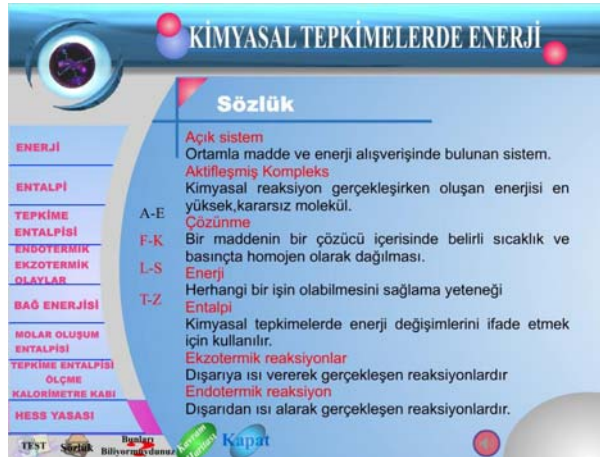 KİMYASAL TEPKİMELERDE ENERJİ
Sözlük
ENERJİ
ENTALPİ
TEPKİME
ENTALPİSİ
ENDOTERMİK
EKZOTERMİK
OLAYLAR
BAĞ ENERJİSİ
MOLAR OLUŞUM
ENTALPİSİ
TEPKİME ENTALPİSİ
ÖLÇME
KALORİMETRE KABI
HESS YASASI
A-E
F-K
L-S
T-Z
Açık sistem
Ortamla madde ve enerji alışverişinde bulunan sistem.
Aktifleşmiş Kompleks
Kimyasal reaksiyon gerçekleşirken oluşan enerjisi en
yüksek,kararsız molekül.
Çözünme
Bir maddenin bir çözücü içerisinde belirli sıcaklık ve
basınçta homojen olarak dağılması.
Enerji
Herhangi bir işin olabilmesini sağlama yeteneği
Entalpi
Kimyasal tepkimelerde enerji değişimlerini ifade etmek
için kullanılır.
Ekzotermik reaksiyonlar
Dışarıya ısı vererek gerçekleşen reaksiyonlardır
Endotermik reaksiyon
Dışarıdan ısı alarak gerçekleşen reaksiyonlardır.
TEST
Sözlük
Bunları
Biliyormuydunuz
Kavram
Haritası
Kapat